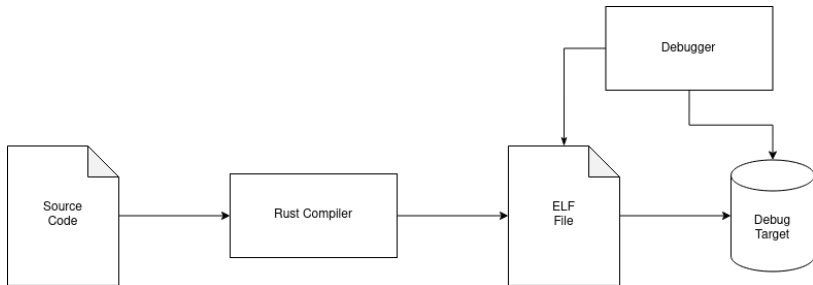 Debugger
Source
Code
Rust Compiler
ELF
File
Debug
Target